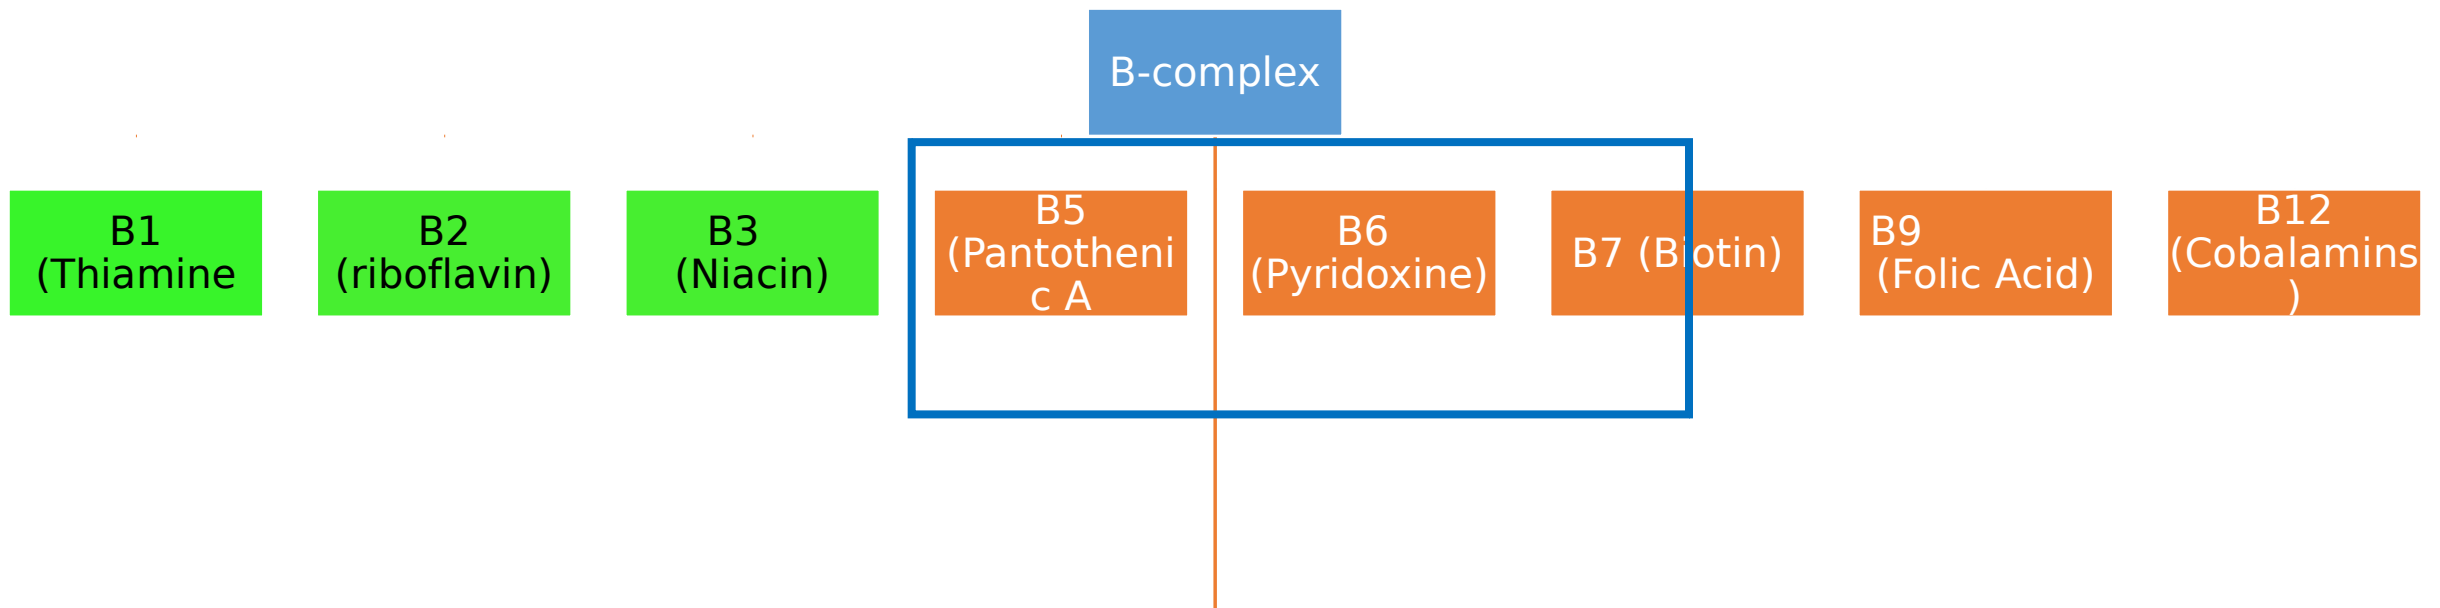 B-complex
B1
(Thiamine
B2
(riboflavin)
B3
(Niacin)
B5
(Pantotheni
c A
B6
(Pyridoxine)
B7 (Biotin)
B9
(Folic Acid)
B12
(Cobalamins
)